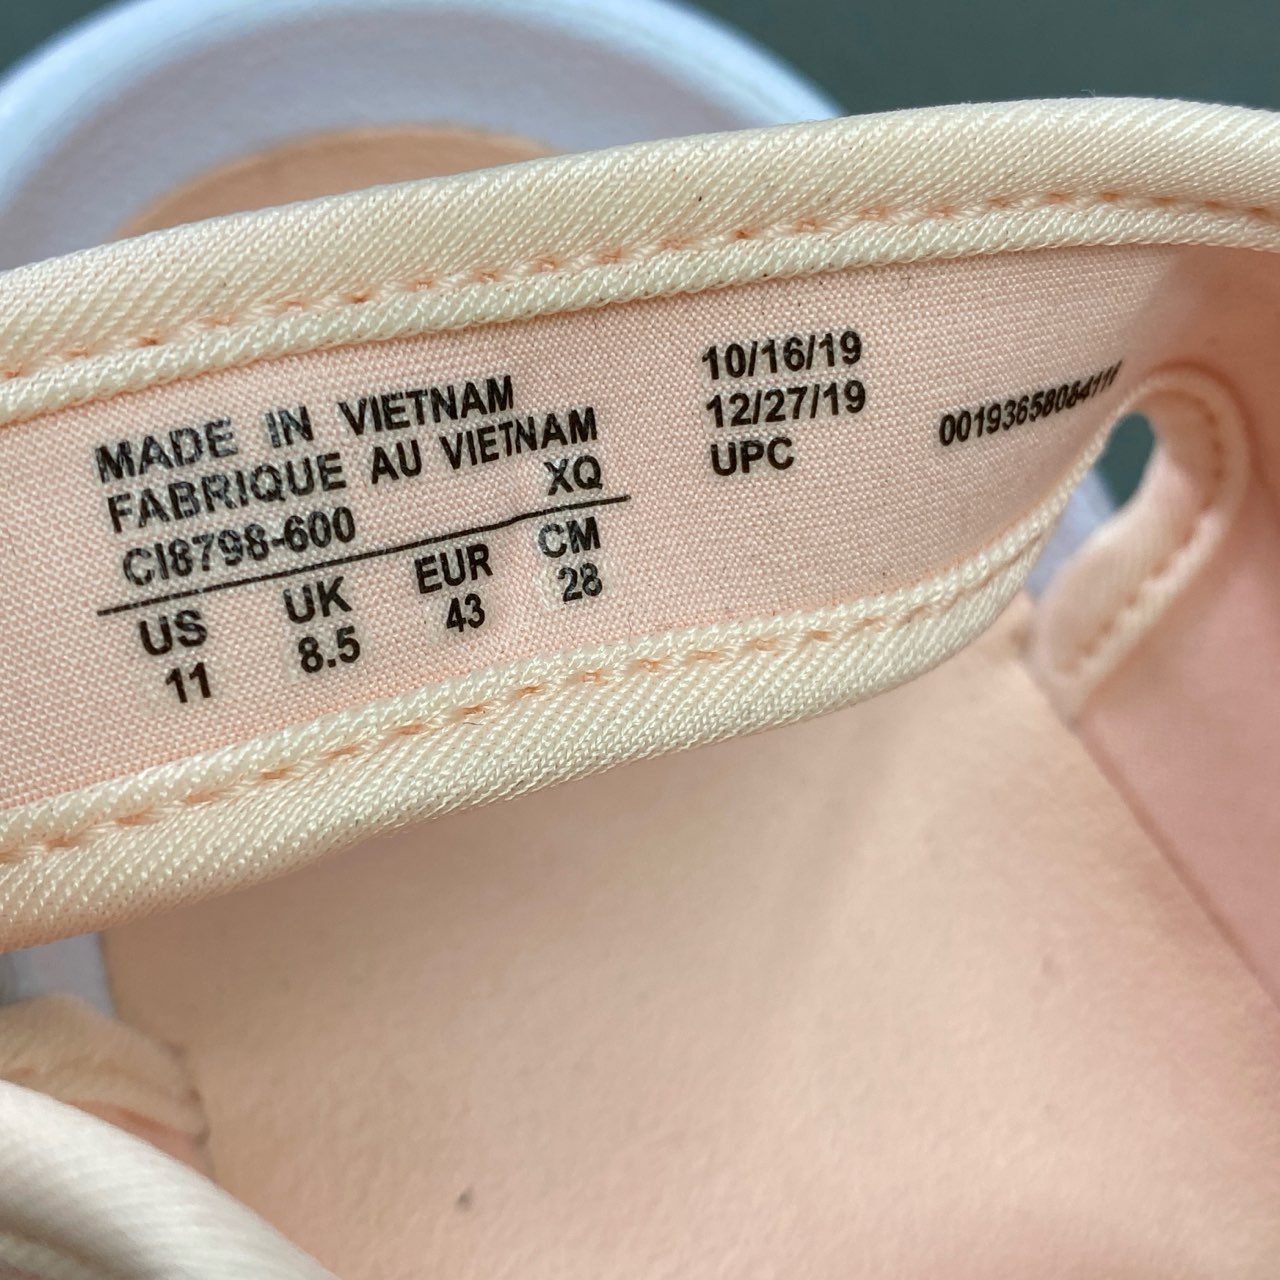 MADE IN VIETNAM
FABRIQUE AU VIETNAM
CI8798-600 XQ
US UK EUR CM
11 8.5 43 28
10/16/19
12/27/19
UPC